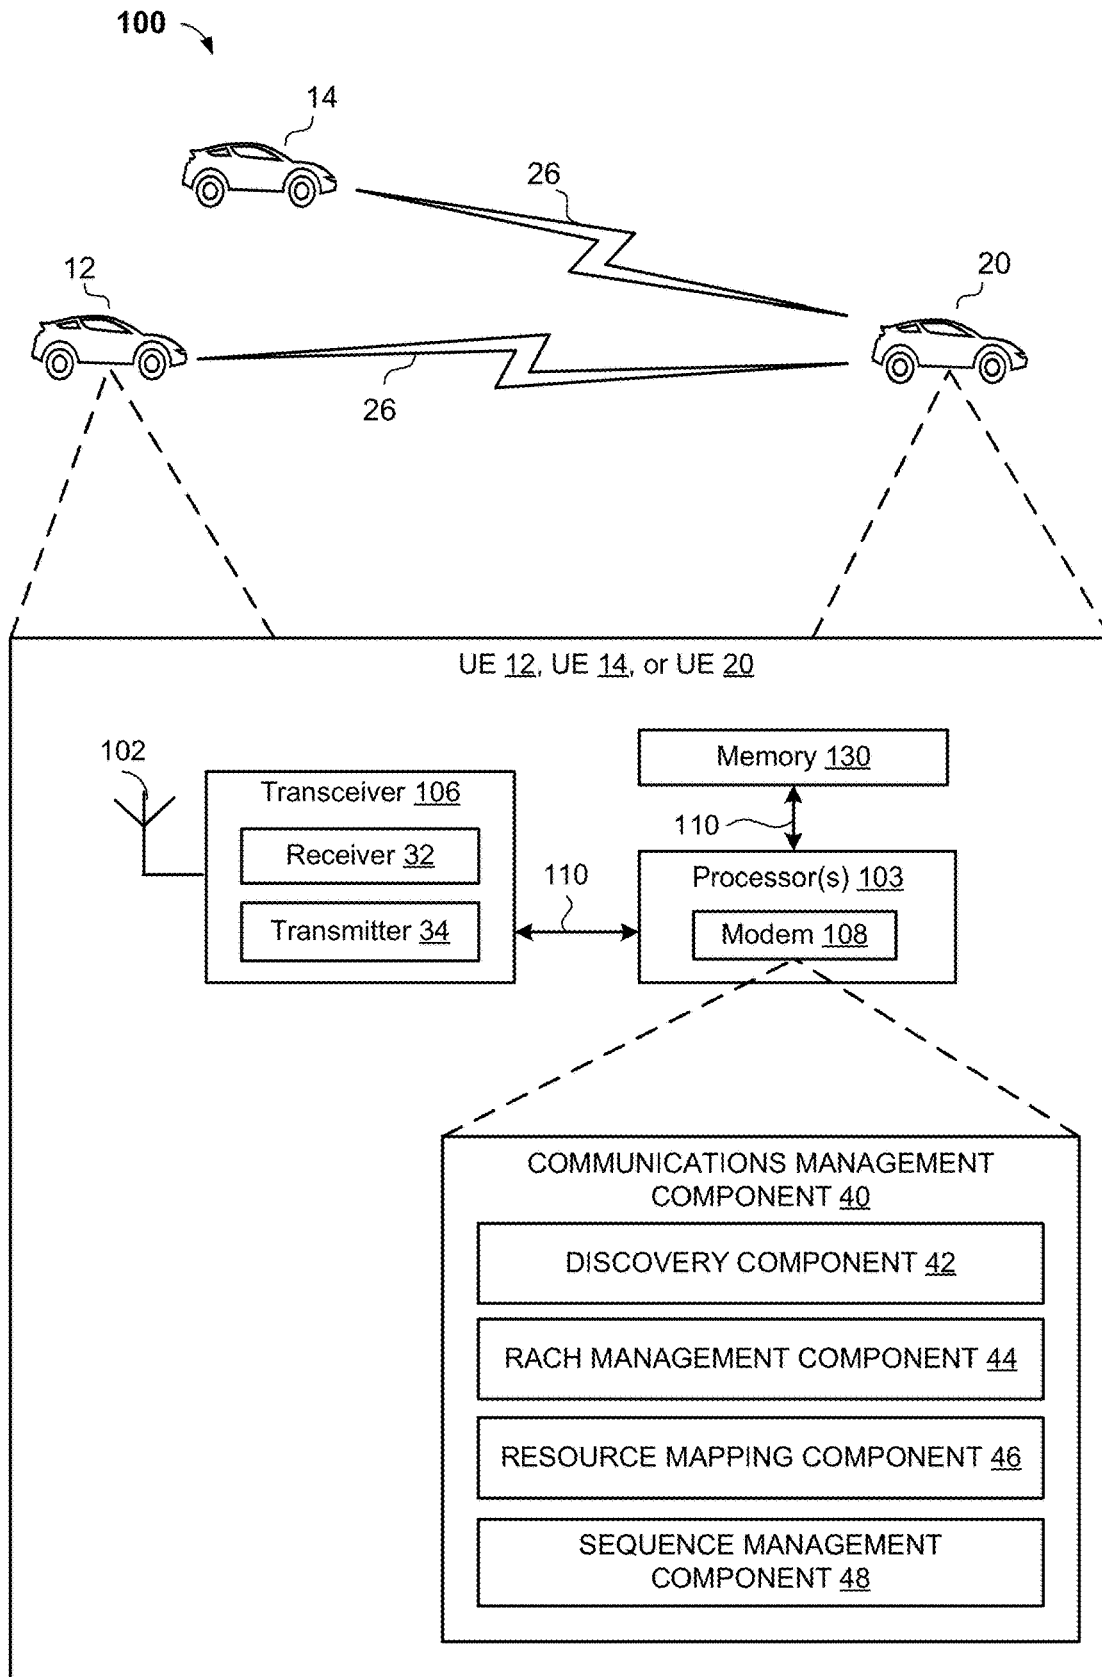 100
14
26
12
20
26
UE 12, UE 14, or UE 20
102
Transceiver 106
Receiver 32
Transmitter 34
110
Memory 130
110
Processor(s) 103
Modem 108
COMMUNICATIONS MANAGEMENT
COMPONENT 40
DISCOVERY COMPONENT 42
RACH MANAGEMENT COMPONENT 44
RESOURCE MAPPING COMPONENT 46
SEQUENCE MANAGEMENT
COMPONENT 48